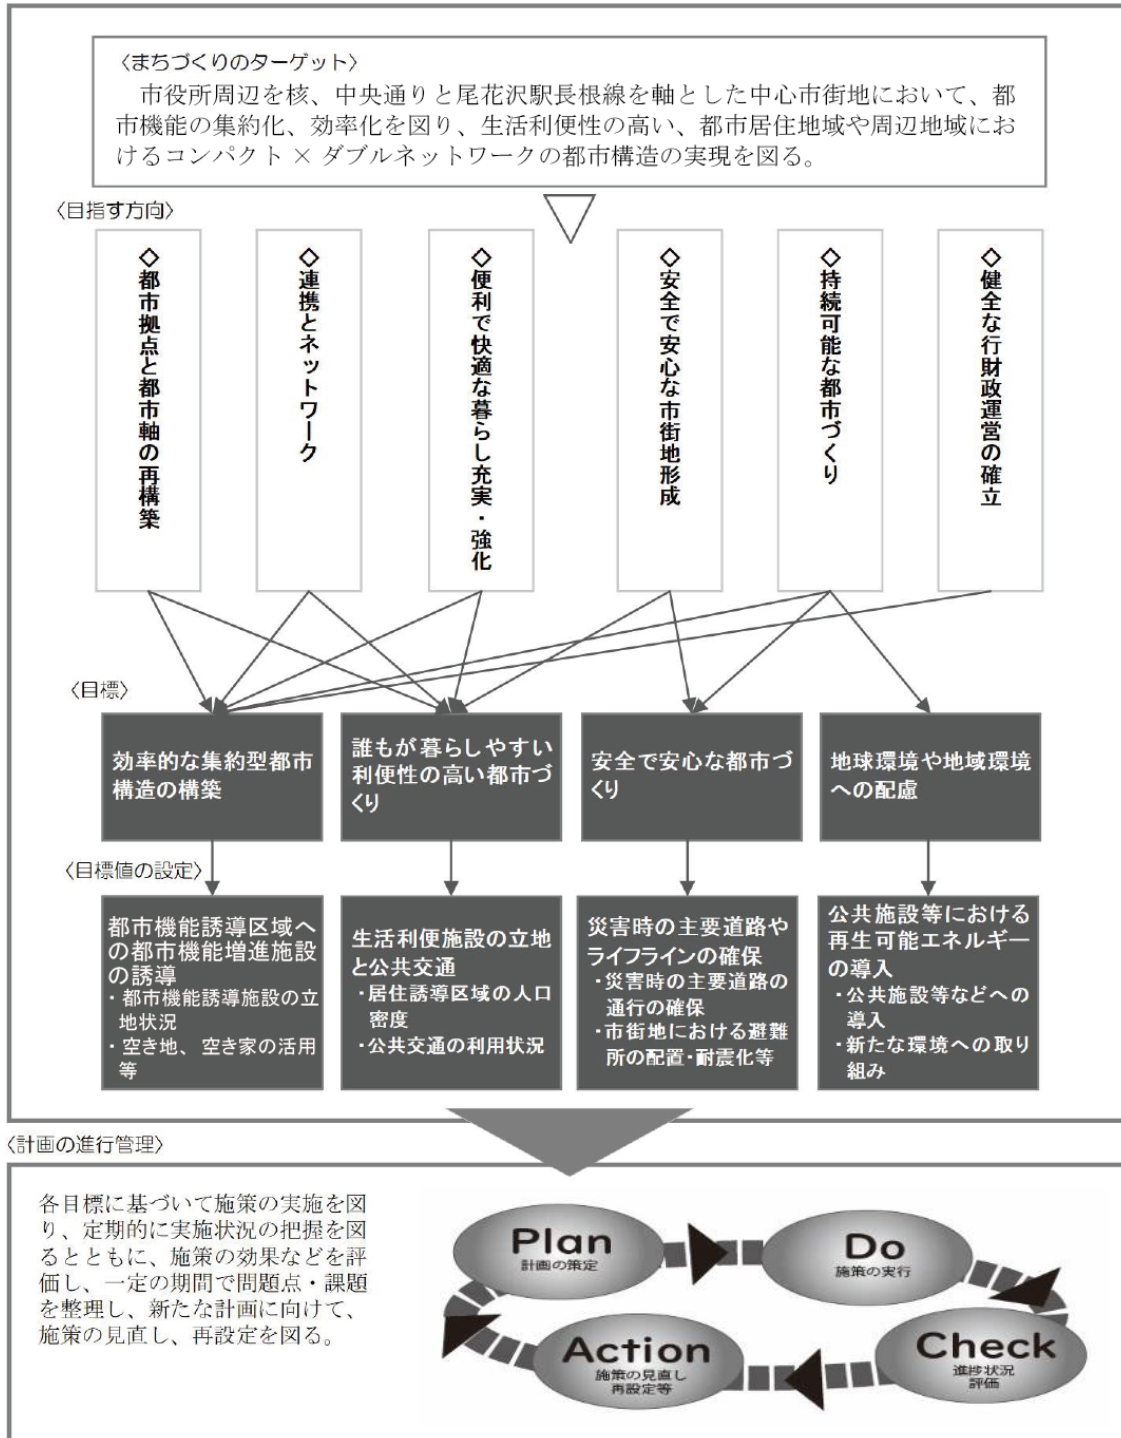 〈まちづくりのターゲット〉
市役所周辺を核、中央通りと尾花沢駅長根線を軸とした中心市街地において、都
市機能の集約化、効率化を図り、生活利便性の高い、都市居住地域や周辺地域にお
けるコンパクト × ダブルネットワークの都市構造の実現を図る。
〈目指す方向〉
◇都市拠点と都市軸の再構築
◇連携とネットワーク
◇便利で快適な暮らし充実・強化
◇安全で安心な市街地形成
◇持続可能な都市づくり
◇健全な行財政運営の確立
〈目標〉
効率的な集約型都市
構造の構築
誰もが暮らしやすい
利便性の高い都市づ
くり
安全で安心な都市づ
くり
地球環境や地域環境
への配慮
〈目標値の設定〉
都市機能誘導区域へ
の都市機能増進施設
の誘導
・都市機能誘導施設の立
地状況
・空き地、空き家の活用
等
生活利便施設の立地
と公共交通
・居住誘導区域の人口
密度
・公共交通の利用状況
災害時の主要道路や
ライフラインの確保
・災害時の主要道路の
通行の確保
・市街地における避難
所の配置・耐震化等
公共施設等における
再生可能エネルギー
の導入
・公共施設等などへの
導入
・新たな環境への取り
組み
〈計画の進行管理〉
各目標に基づいて施策の実施を図
り、定期的に実施状況の把握を図
るとともに、施策の効果などを評
価し、一定の期間で問題点・課題
を整理し、新たな計画に向けて、
施策の見直し、再設定を図る。
Plan
計画の策定
Do
施策の実行
Check
進捗状況
評価
Action
施策の見直し
再設定等